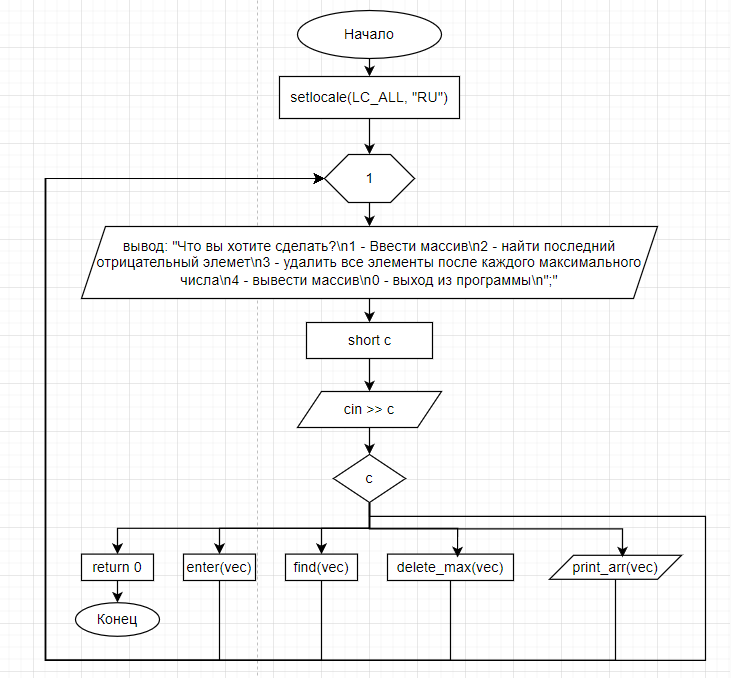 Начало
setlocale(LC_ALL, "RU")
1
вывод: "Что вы хотите сделать?\n1 - Ввести массив\n2 - найти последний
отрицательный элемет\n3 - удалить все элементы после каждого максимального
числа\n4 - вывести массив\n0 - выход из программы\n";"
short c
cin >> c
c
return 0
enter(vec)
find(vec)
delete_max(vec)
print_arr(vec)
Конец